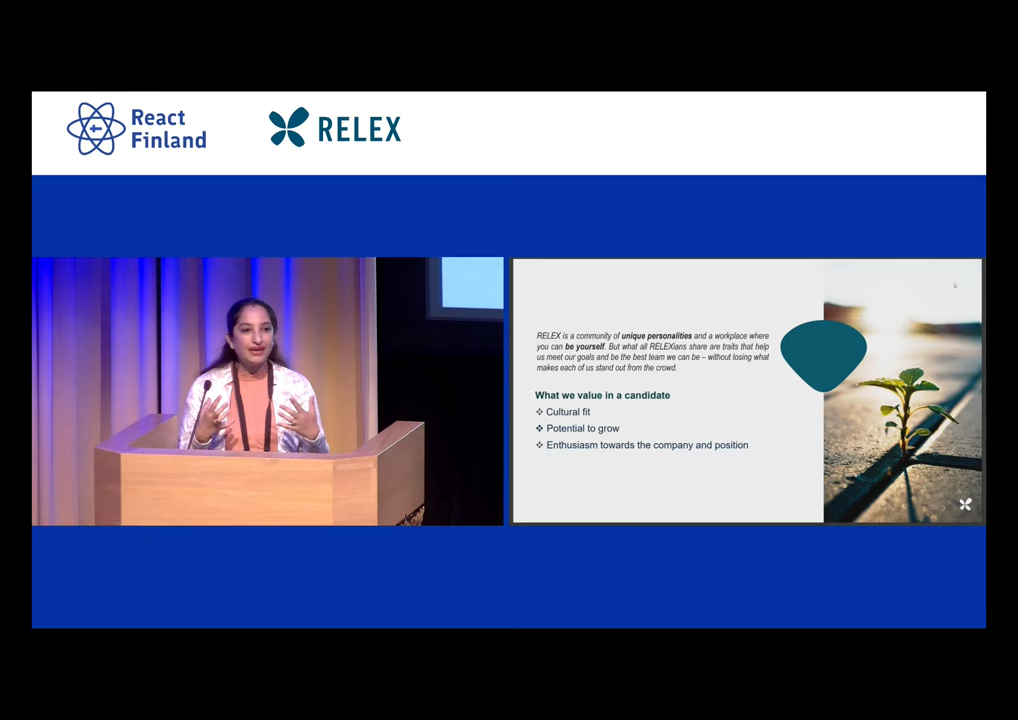 React
Finland
RELEX
RELEX is a community of unique personalities and a workplace where
you can be yourself. But what all RELEXians share are traits that help
us meet our goals and be the best team we can be – without losing what
makes each of us stand out from the crowd.
What we value in a candidate
❖ Cultural fit
❖ Potential to grow
❖ Enthusiasm towards the company and position